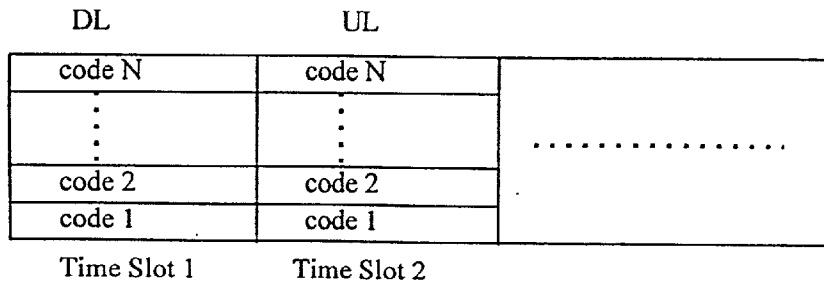 DL UL
code N code N
code 2 code 2
code 1 code 1
Time Slot 1 Time Slot 2